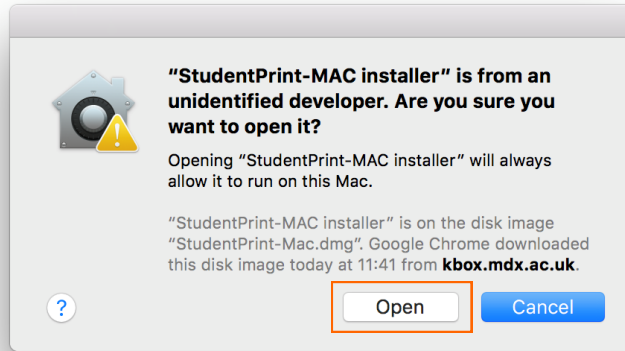 “StudentPrint-MAC installer” is from an
unidentified developer. Are you sure you
want to open it?
Opening “StudentPrint-MAC installer” will always
allow it to run on this Mac.
“StudentPrint-MAC installer” is on the disk image
“StudentPrint-Mac.dmg”. Google Chrome downloaded
this disk image today at 11:41 from kbox.mdx.ac.uk.
? Open Cancel